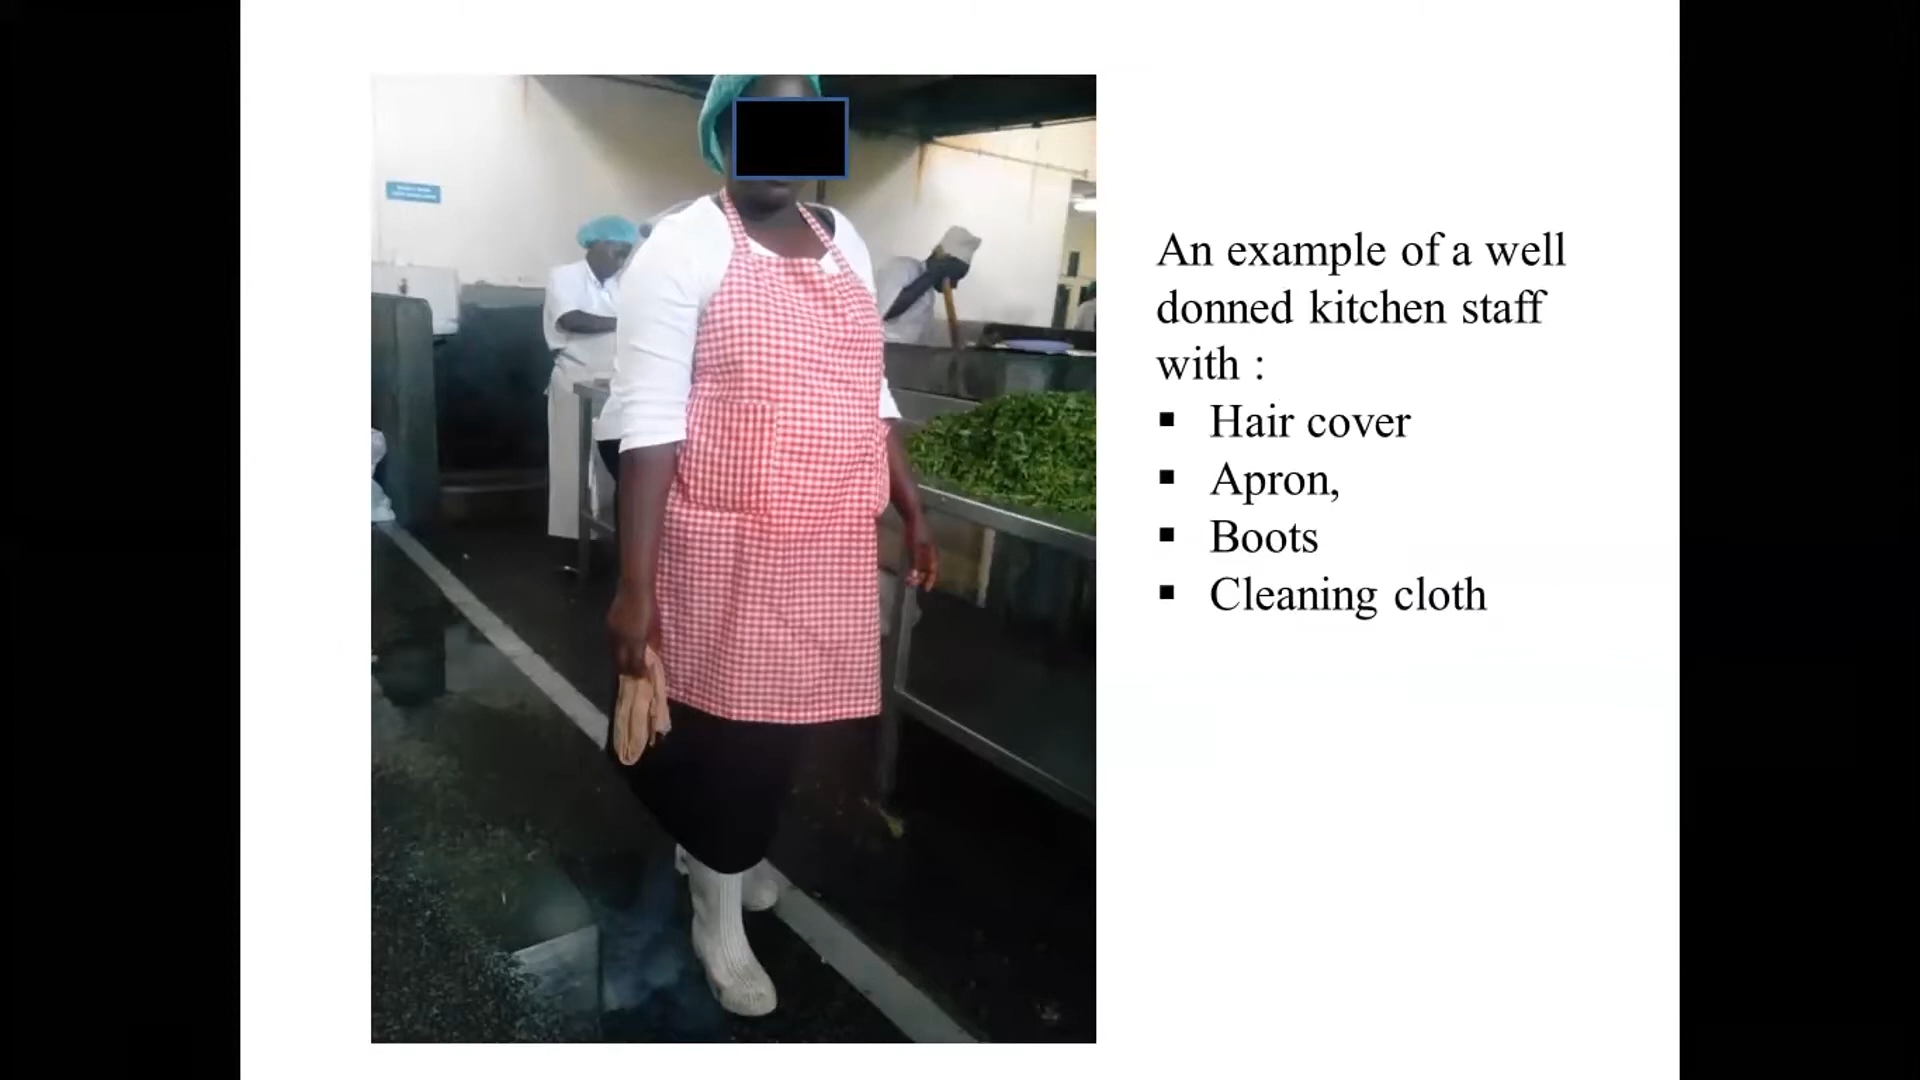 An example of a well
donned kitchen staff
with :
▪ Hair cover
▪ Apron,
▪ Boots
▪ Cleaning cloth